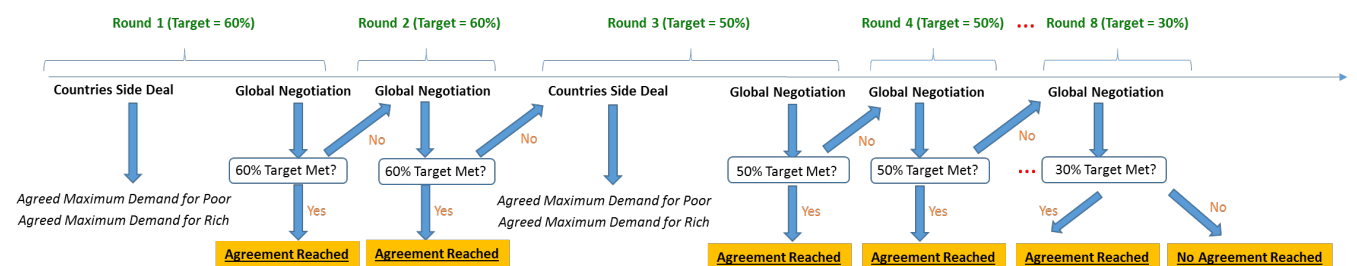 Round 1 (Target = 60%)
Round 2 (Target = 60%)
Round 3 (Target = 50%)
Round 4 (Target = 50%)
...
Round 8 (Target = 30%)
Countries Side Deal
Global Negotiation
Global Negotiation
Countries Side Deal
Global Negotiation
Global Negotiation
Global Negotiation
No
No
No
No
60% Target Met?
60% Target Met?
50% Target Met?
50% Target Met?
...
30% Target Met?
Agreed Maximum Demand for Poor
Agreed Maximum Demand for Rich
Agreed Maximum Demand for Poor
Agreed Maximum Demand for Rich
Yes
Yes
Yes
Yes
Yes
No
Agreement Reached
Agreement Reached
Agreement Reached
Agreement Reached
Agreement Reached
No Agreement Reached